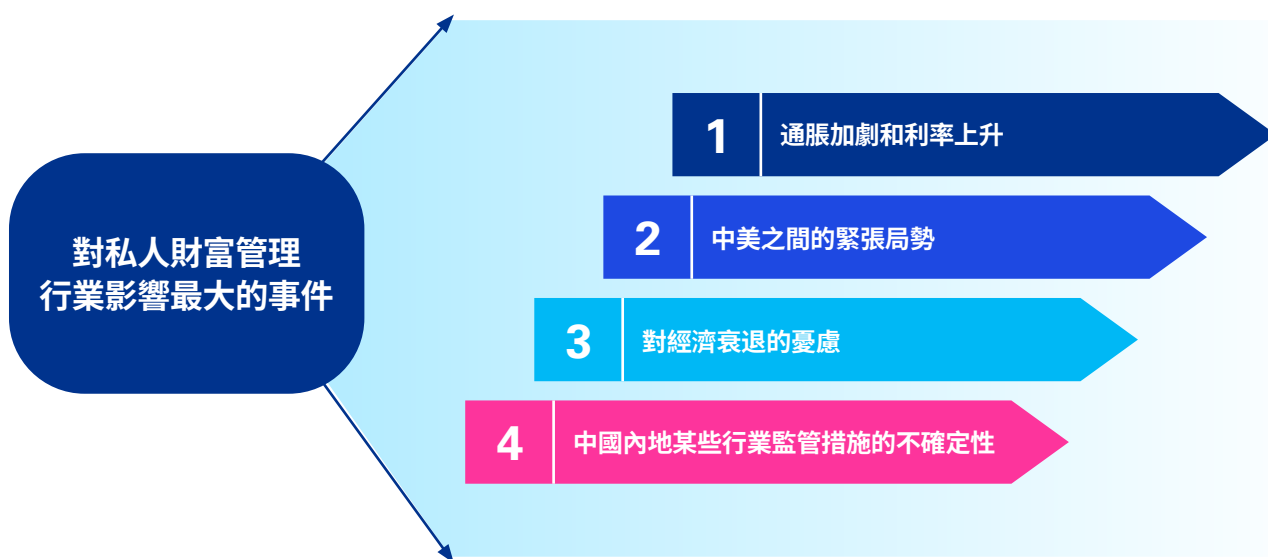 對私人財富管理
行業影響最大的事件
1 通脹加劇和利率上升
2 中美之間的緊張局勢
3 對經濟衰退的憂慮
4 中國內地某些行業監管措施的不確定性